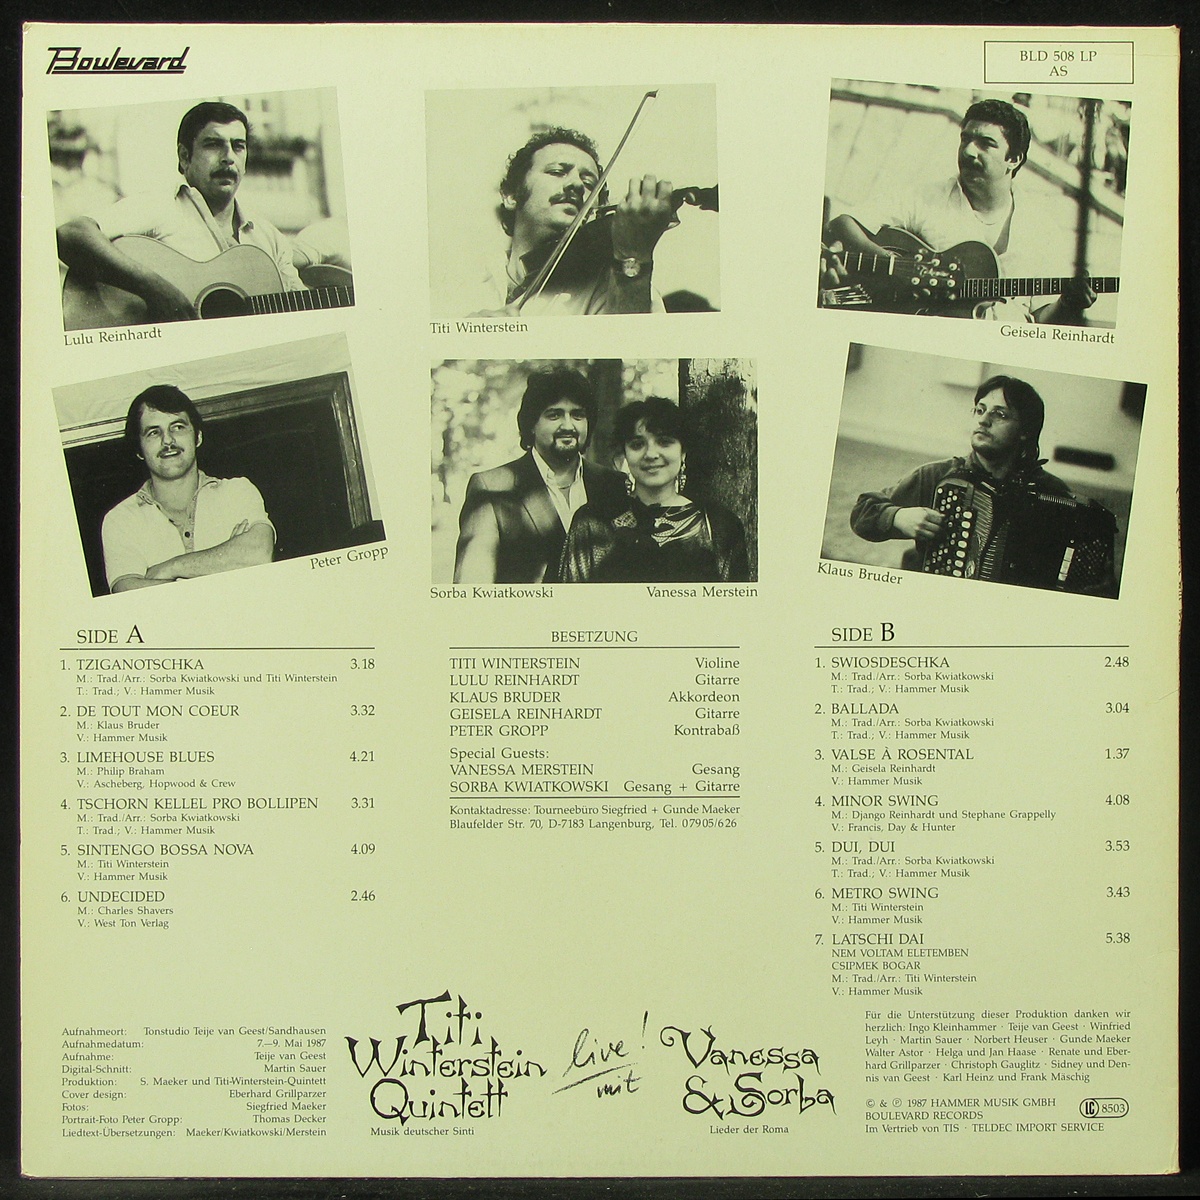 Boulevard
BLD 508 LP
AS
Lulu Reinhardt
Titi Winterstein
Geisela Reinhardt
Peter Gropp
Sorba Kwiatkowski
Vanessa Merstein
Klaus Bruder
SIDE A
1. TZIGANOTSCHKA 3.18
M.: Trad./Arr.: Sorba Kwiatkowski und Titi Winterstein
T.: Trad.; V.: Hammer Musik
2. DE TOUT MON COEUR 3.32
M.: Klaus Bruder
V.: Hammer Musik
3. LIMEHOUSE BLUES 4.21
M.: Philip Braham
V.: Ascheberg, Hopwood & Crew
4. TSCHORN KELLEL PRO BOLLIPEN 3.31
M.: Trad./Arr.: Sorba Kwiatkowski
T.: Trad.; V.: Hammer Musik
5. SINTENGO BOSSA NOVA 4.09
M.: Titi Winterstein
V.: Hammer Musik
6. UNDECIDED 2.46
M.: Charles Shavers
V.: West Ton Verlag
BESETZUNG
TITI WINTERSTEIN Violine
LULU REINHARDT Gitarre
KLAUS BRUDER Akkordeon
GEISELA REINHARDT Gitarre
PETER GROPP Kontrabaß
Special Guests:
VANESSA MERSTEIN Gesang
SORBA KWIATKOWSKI Gesang + Gitarre
Kontaktadresse: Tourneebüro Siegfried + Gunde Maeker
Blaufelder Str. 70, D-7183 Langenburg, Tel. 07905/626
SIDE B
1. SWIOSDESCHKA 2.48
M.: Trad./Arr.: Sorba Kwiatkowski
T.: Trad.; V.: Hammer Musik
2. BALLADA 3.04
M.: Trad./Arr.: Sorba Kwiatkowski
T.: Trad.; V.: Hammer Musik
3. VALSE À ROSENTAL 1.37
M.: Geisela Reinhardt
V.: Hammer Musik
4. MINOR SWING 4.08
M.: Django Reinhardt und Stephane Grappelly
V.: Francis, Day & Hunter
5. DUI, DUI 3.53
M.: Trad./Arr.: Sorba Kwiatkowski
T.: Trad.; V.: Hammer Musik
6. METRO SWING 3.43
M.: Titi Winterstein
V.: Hammer Musik
7. LATSCHI DAI 5.38
NEM VOLTAM ELETEMBEN
CSIPMEK BOGAR
M.: Trad./Arr.: Titi Winterstein
V.: Hammer Musik
Aufnahmeort: Tonstudio Teije van Geest/Sandhausen
Aufnahmedatum: 7.—9. Mai 1987
Aufnahme: Teije van Geest
Digital-Schnitt: Martin Sauer
Produktion: S. Maeker und Titi-Winterstein-Quintett
Cover design: Eberhard Grillparzer
Fotos: Siegfried Maeker
Portrait-Foto Peter Gropp: Thomas Decker
Liedtext-Übersetzungen: Maeker/Kwiatkowski/Merstein
Titi
Winterstein
Quintett
Musik deutscher Sinti
live!
mit
Vanessa
& Sorba
Lieder der Roma
Für die Unterstützung dieser Produktion danken wir
herzlich: Ingo Kleinhammer · Teije van Geest · Winfried
Leyh · Martin Sauer · Norbert Heuser · Gunde Maeker
Walter Astor · Helga und Jan Haase · Renate und Eber-
hard Grillparzer · Christoph Gauglitz · Sidney und Den-
nis van Geest · Karl Heinz und Frank Mäschig
© & ℗ 1987 HAMMER MUSIK GMBH
BOULEVARD RECORDS
Im Vertrieb von TIS · TELDEC IMPORT SERVICE
LC 8503